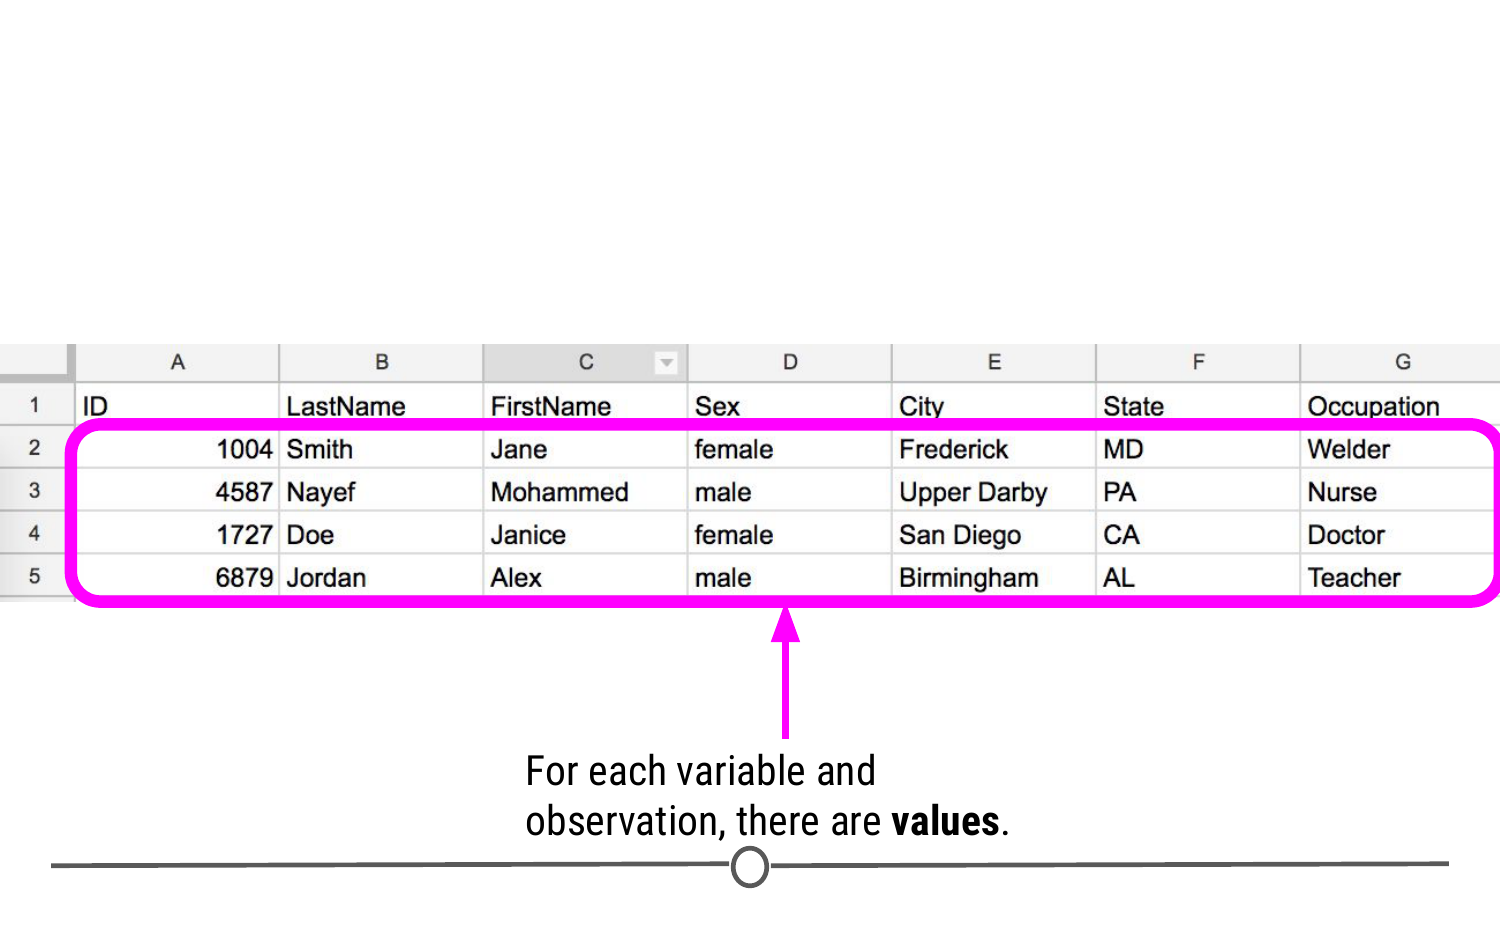 A B C D E F G
1 ID LastName FirstName Sex City State Occupation
2 1004 Smith Jane female Frederick MD Welder
3 4587 Nayef Mohammed male Upper Darby PA Nurse
4 1727 Doe Janice female San Diego CA Doctor
5 6879 Jordan Alex male Birmingham AL Teacher
For each variable and
observation, there are values.